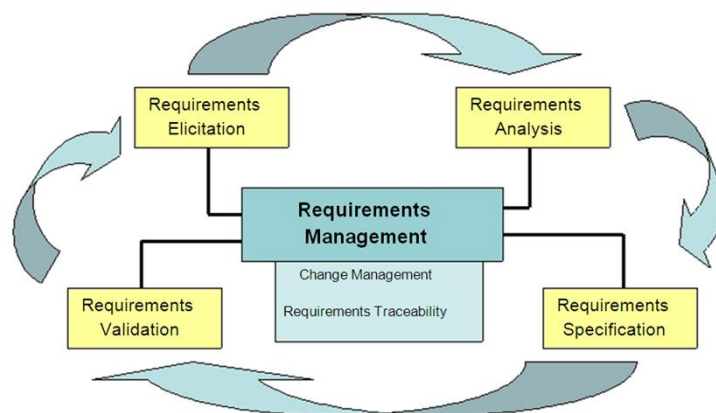 Requirements
Elicitation
Requirements
Analysis
Requirements
Management
Change Management
Requirements Traceability
Requirements
Validation
Requirements
Specification